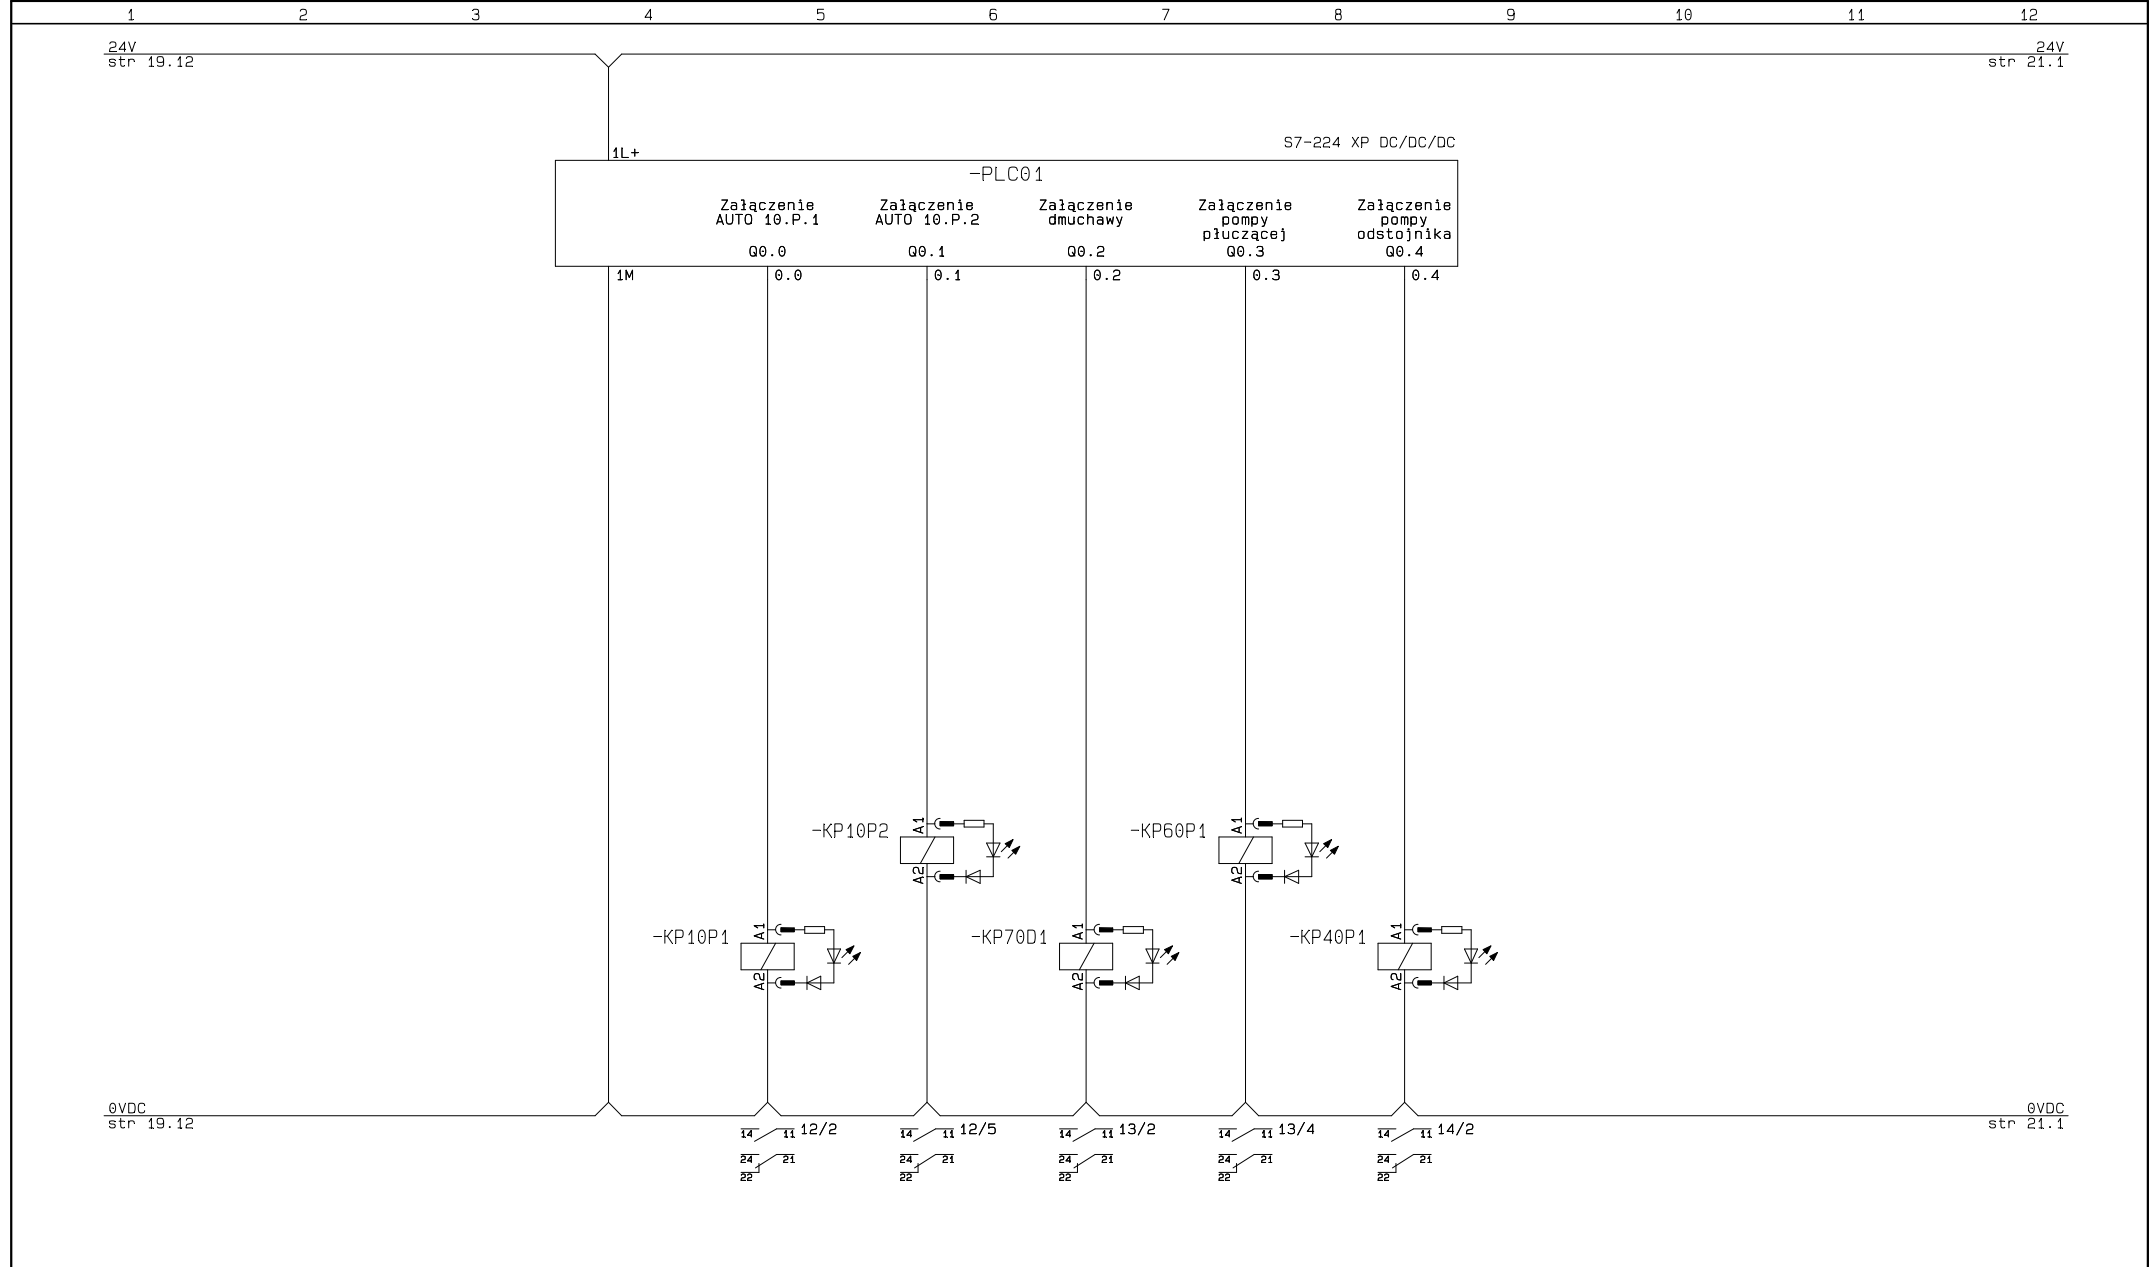 1 2 3 4 5 6 7 8 9 10 11 12
24V 24V
str 19.12 str 21.1
S7-224 XP DC/DC/DC
1L+
-PLC01
Załączenie Załączenie Załączenie Załączenie Załączenie
AUTO 10.P.1 AUTO 10.P.2 dmuchawy pompy pompy
płuczącej odstojnika
Q0.0 Q0.1 Q0.2 Q0.3 Q0.4
1M 0.0 0.1 0.2 0.3 0.4
-KP10P2 A1 -KP60P1 A1
A2 A2
-KP10P1 A1 -KP70D1 A1 -KP40P1 A1
A2 A2 A2
0VDC 0VDC
str 19.12 str 21.1
14 11 12/2 14 11 12/5 14 11 13/2 14 11 13/4 14 11 14/2
24 21 24 21 24 21 24 21 24 21
22 22 22 22 22